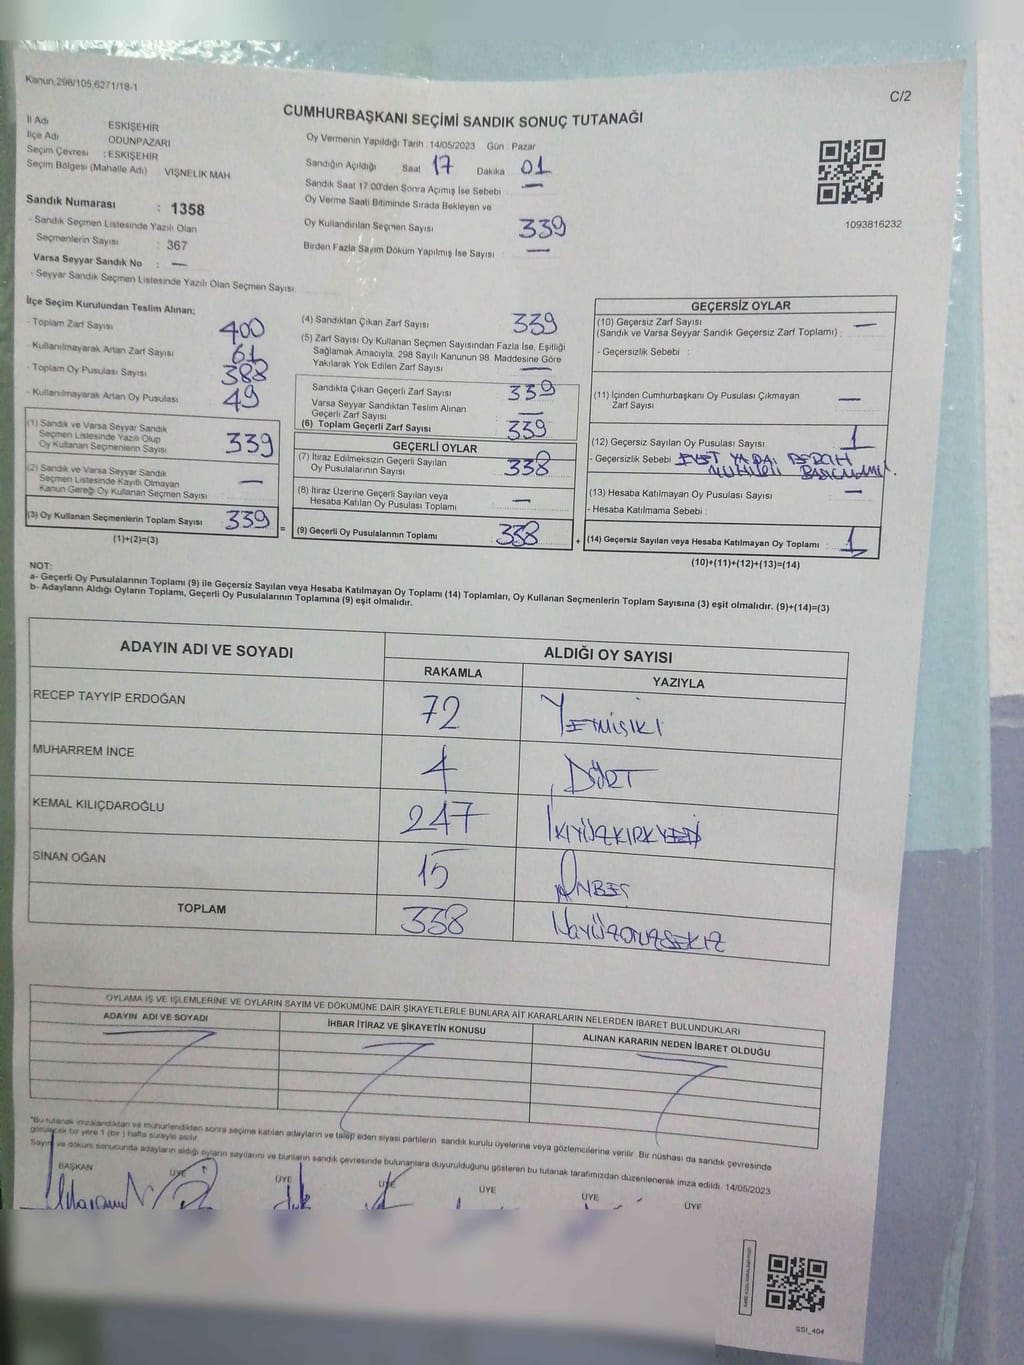 Kanun 298/105,6271/18-1
C/2
CUMHURBAŞKANI SEÇİMİ SANDIK SONUÇ TUTANAĞI
İl Adı ESKİŞEHİR
İlçe Adı ODUNPAZARI
Seçim Çevresi : ESKİŞEHİR
Seçim Bölgesi (Mahalle Adı) VİŞNELİK MAH
Oy Vermenin Yapıldığı Tarih 14/05/2023 Gün : Pazar
Sandığın Açıldığı Saat 17 Dakika 01
Sandık Saat 17 00'den Sonra Açılmış İse Sebebi —
Oy Verme Saati Bitiminde Sırada Bekleyen ve
Oy Kullandırılan Seçmen Sayısı 339
Birden Fazla Sayım Döküm Yapılmış İse Sayısı —
1093816232
Sandık Numarası : 1358
- Sandık Seçmen Listesinde Yazılı Olan
Seçmenlerin Sayısı : 367
Varsa Seyyar Sandık No : —
- Seyyar Sandık Seçmen Listesinde Yazılı Olan Seçmen Sayısı
İlçe Seçim Kurulundan Teslim Alınan;
- Toplam Zarf Sayısı 400
- Kullanılmayarak Artan Zarf Sayısı 61
- Toplam Oy Pusulası Sayısı 388
- Kullanılmayarak Artan Oy Pusulası 49
(1) Sandık ve Varsa Seyyar Sandık
Seçmen Listesinde Yazılı Olup
Oy Kullanan Seçmenlerin Sayısı 339
(2) Sandık ve Varsa Seyyar Sandık
Seçmen Listesinde Kayıtlı Olmayan
Kanun Gereği Oy Kullanan Seçmen Sayısı —
(3) Oy Kullanan Seçmenlerin Toplam Sayısı 339 =
(1)+(2)=(3)
(4) Sandıktan Çıkan Zarf Sayısı 339
(5) Zarf Sayısı Oy Kullanan Seçmen Sayısından Fazla İse, Eşitliği
Sağlamak Amacıyla, 298 Sayılı Kanunun 98. Maddesine Göre
Yakılarak Yok Edilen Zarf Sayısı —
Sandıkta Çıkan Geçerli Zarf Sayısı 339
Varsa Seyyar Sandıktan Teslim Alınan
Geçerli Zarf Sayısı —
(6) Toplam Geçerli Zarf Sayısı 339
GEÇERLİ OYLAR
(7) İtiraz Edilmeksizin Geçerli Sayılan
Oy Pusulalarının Sayısı 338
(8) İtiraz Üzerine Geçerli Sayılan veya
Hesaba Katılan Oy Pusulası Toplamı —
(9) Geçerli Oy Pusulalarının Toplamı 338 +
GEÇERSİZ OYLAR
(10) Geçersiz Zarf Sayısı
(Sandık ve Varsa Seyyar Sandık Geçersiz Zarf Toplamı) : —
- Geçersizlik Sebebi :
(11) İçinden Cumhurbaşkanı Oy Pusulası Çıkmayan
Zarf Sayısı —
(12) Geçersiz Sayılan Oy Pusulası Sayısı 1
- Geçersizlik Sebebi EVET YA DA TERCİH
BASILMAMIŞ.
(13) Hesaba Katılmayan Oy Pusulası Sayısı —
- Hesaba Katılmama Sebebi :
(14) Geçersiz Sayılan veya Hesaba Katılmayan Oy Toplamı : 1
(10)+(11)+(12)+(13)=(14)
NOT:
a- Geçerli Oy Pusulalarının Toplamı (9) ile Geçersiz Sayılan veya Hesaba Katılmayan Oy Toplamı (14) Toplamları, Oy Kullanan Seçmenlerin Toplam Sayısına (3) eşit olmalıdır. (9)+(14)=(3)
b- Adayların Aldığı Oyların Toplamı, Geçerli Oy Pusulalarının Toplamına (9) eşit olmalıdır.
ADAYIN ADI VE SOYADI ALDIĞI OY SAYISI
RAKAMLA YAZIYLA
RECEP TAYYİP ERDOĞAN 72 YETMİŞİKİ
MUHARREM İNCE 4 DÖRT
KEMAL KILIÇDAROĞLU 247 İKİYÜZKIRKYEDİ
SİNAN OĞAN 15 ONBEŞ
TOPLAM 338
OYLAMA İŞ VE İŞLEMLERİNE VE OYLARIN SAYIM VE DÖKÜMÜNE DAİR ŞİKAYETLERLE BUNLARA AİT KARARLARIN NELERDEN İBARET BULUNDUKLARI
ADAYIN ADI VE SOYADI İHBAR İTİRAZ VE ŞİKAYETİN KONUSU ALINAN KARARIN NEDEN İBARET OLDUĞU
*Bu tutanak imzalandıktan ve mühürlendikten sonra seçime katılan adayların ve talep eden siyasi partilerin sandık kurulu üyelerine veya gözlemcilerine verilir. Bir nüshası da sandık çevresinde
görülecek bir yere 1 (bir ) hafta süreyle asılır.
Sayım ve döküm sonucunda adayların aldığı oyların sayılarını ve bunların sandık çevresinde bulunanlara duyurulduğunu gösteren bu tutanak tarafımızdan düzenlenerek imza edildi. 14/05/2023
BAŞKAN ÜYE ÜYE ÜYE ÜYE ÜYE ÜYE
SSI_404